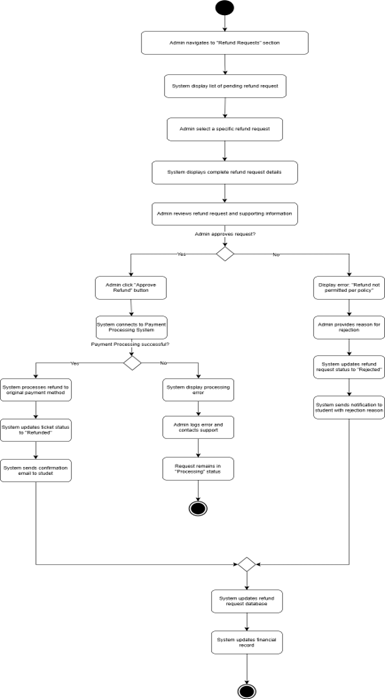 Admin navigates to "Refund Requests" section
System display list of pending refund request
Admin select a specific refund request
System displays complete refund request details
Admin reviews refund request and supporting information
Admin approves request?
Yes
No
Admin click "Approve
Refund" button
Display error: "Refund not
permitted per policy"
System connects to Payment
Processing System
Admin provides reason for
rejection
Payment Processing successful?
Yes
No
System updates refund
request status to "Rejected"
System processes refund to
original payment method
System display processing
error
System sends notification to
student with rejection reason
System updates ticket status
to "Refunded"
Admin logs error and
contacts support
System sends confirmation
email to studet
Request remains in
"Processing" status
System updates refund
request database
System updates financial
record